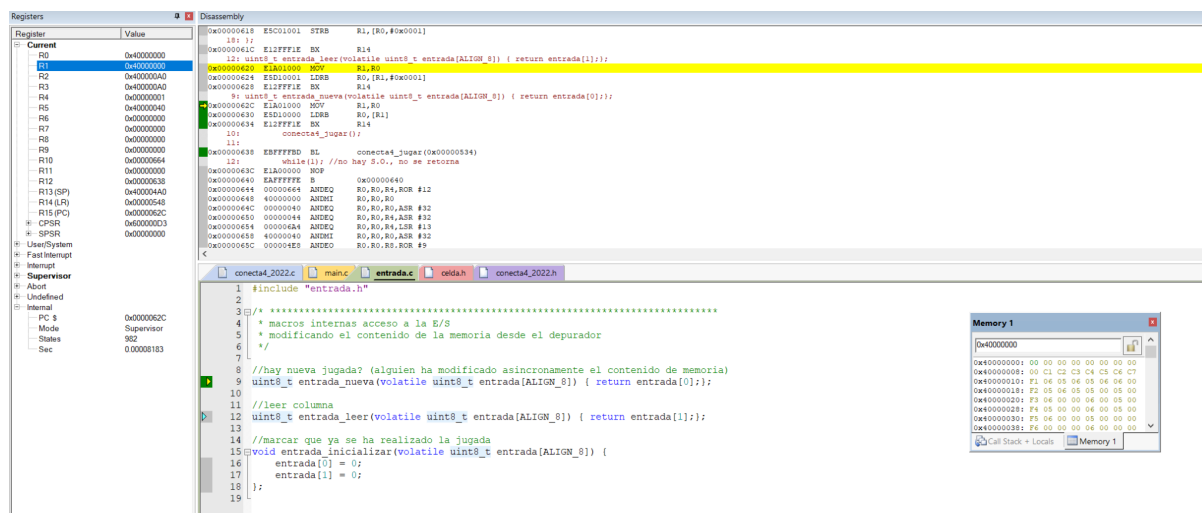 Registers
Register Value
Current
R0 0x40000000
R1 0x40000000
R2 0x400000A0
R3 0x400000A0
R4 0x00000001
R5 0x40000040
R6 0x00000000
R7 0x00000000
R8 0x00000000
R9 0x00000000
R10 0x00000664
R11 0x00000000
R12 0x00000638
R13 (SP) 0x400004A0
R14 (LR) 0x00000548
R15 (PC) 0x0000062C
CPSR 0x600000D3
SPSR 0x00000000
User/System
Fast Interrupt
Interrupt
Supervisor
Abort
Undefined
Internal
PC $ 0x0000062C
Mode Supervisor
States 982
Sec 0.00008183
Disassembly
0x00000618 E5C01001 STRB R1,[R0,#0x0001]
18: };
0x0000061C E12FFF1E BX R14
12: uint8_t entrada_leer(volatile uint8_t entrada[ALIGN_8]) { return entrada[1];};
0x00000620 E1A01000 MOV R1,R0
0x00000624 E5D10001 LDRB R0,[R1,#0x0001]
0x00000628 E12FFF1E BX R14
9: uint8_t entrada_nueva(volatile uint8_t entrada[ALIGN_8]) { return entrada[0];};
0x0000062C E1A01000 MOV R1,R0
0x00000630 E5D10000 LDRB R0,[R1]
0x00000634 E12FFF1E BX R14
10: conecta4_jugar();
11:
0x00000638 EBFFFFBD BL conecta4_jugar(0x00000534)
12: while(1); //no hay S.O., no se retorna
0x0000063C E1A00000 NOP
0x00000640 EAFFFFFE B 0x00000640
0x00000644 00000664 ANDEQ R0,R0,R4,ROR #12
0x00000648 40000000 ANDMI R0,R0,R0
0x0000064C 00000040 ANDEQ R0,R0,R0,ASR #32
0x00000650 00000044 ANDEQ R0,R0,R4,ASR #32
0x00000654 000006A4 ANDEQ R0,R0,R4,LSR #13
0x00000658 40000040 ANDMI R0,R0,R0,ASR #32
0x0000065C 000004E8 ANDEQ R0,R0,R8,ROR #9
conecta4_2022.c main.c entrada.c celda.h conecta4_2022.h
1 #include "entrada.h"
2
3 /* *****************************************************************************
4 * macros internas acceso a la E/S
5 * modificando el contenido de la memoria desde el depurador
6 */
7
8 //hay nueva jugada? (alguien ha modificado asincronamente el contenido de memoria)
9 uint8_t entrada_nueva(volatile uint8_t entrada[ALIGN_8]) { return entrada[0];};
10
11 //leer columna
12 uint8_t entrada_leer(volatile uint8_t entrada[ALIGN_8]) { return entrada[1];};
13
14 //marcar que ya se ha realizado la jugada
15 void entrada_inicializar(volatile uint8_t entrada[ALIGN_8]) {
16 entrada[0] = 0;
17 entrada[1] = 0;
18 };
19
Memory 1
0x40000000
0x40000000: 00 00 00 00 00 00 00 00
0x40000008: 00 C1 C2 C3 C4 C5 C6 C7
0x40000010: F1 06 05 06 05 06 06 00
0x40000018: F2 05 06 05 05 00 05 00
0x40000020: F3 06 06 06 00 00 05 00
0x40000028: F4 05 00 00 06 00 05 00
0x40000030: F5 06 00 00 05 00 00 00
0x40000038: F6 00 00 00 06 00 00 00
Call Stack + Locals Memory 1